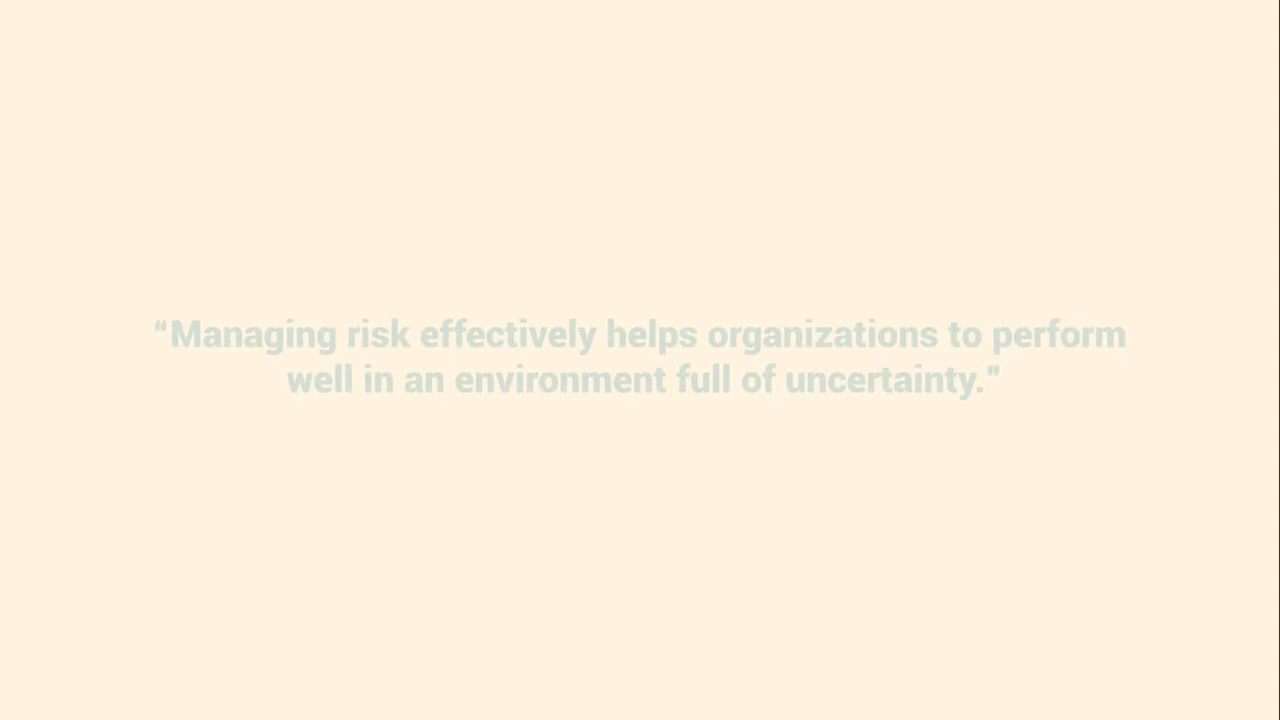 “Managing risk effectively helps organizations to perform
well in an environment full of uncertainty.”